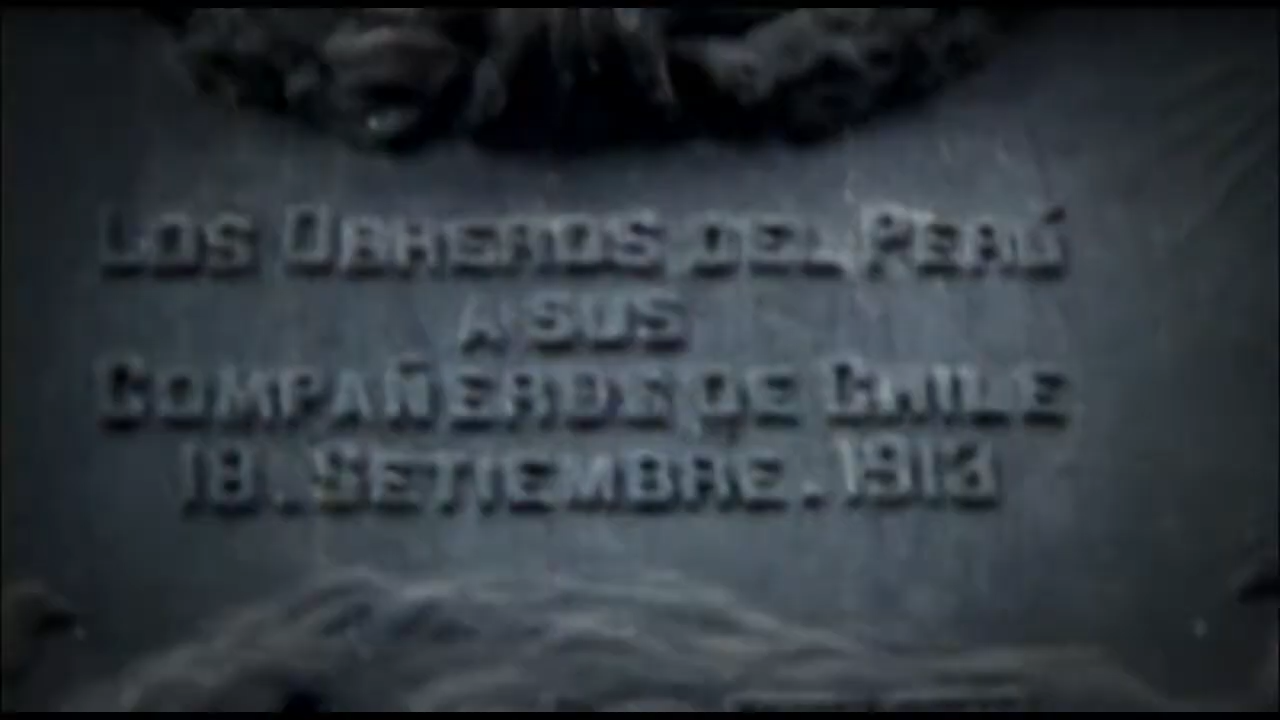 Los Obreros del Perú
a sus
Compañeros de Chile
18. Setiembre. 1913